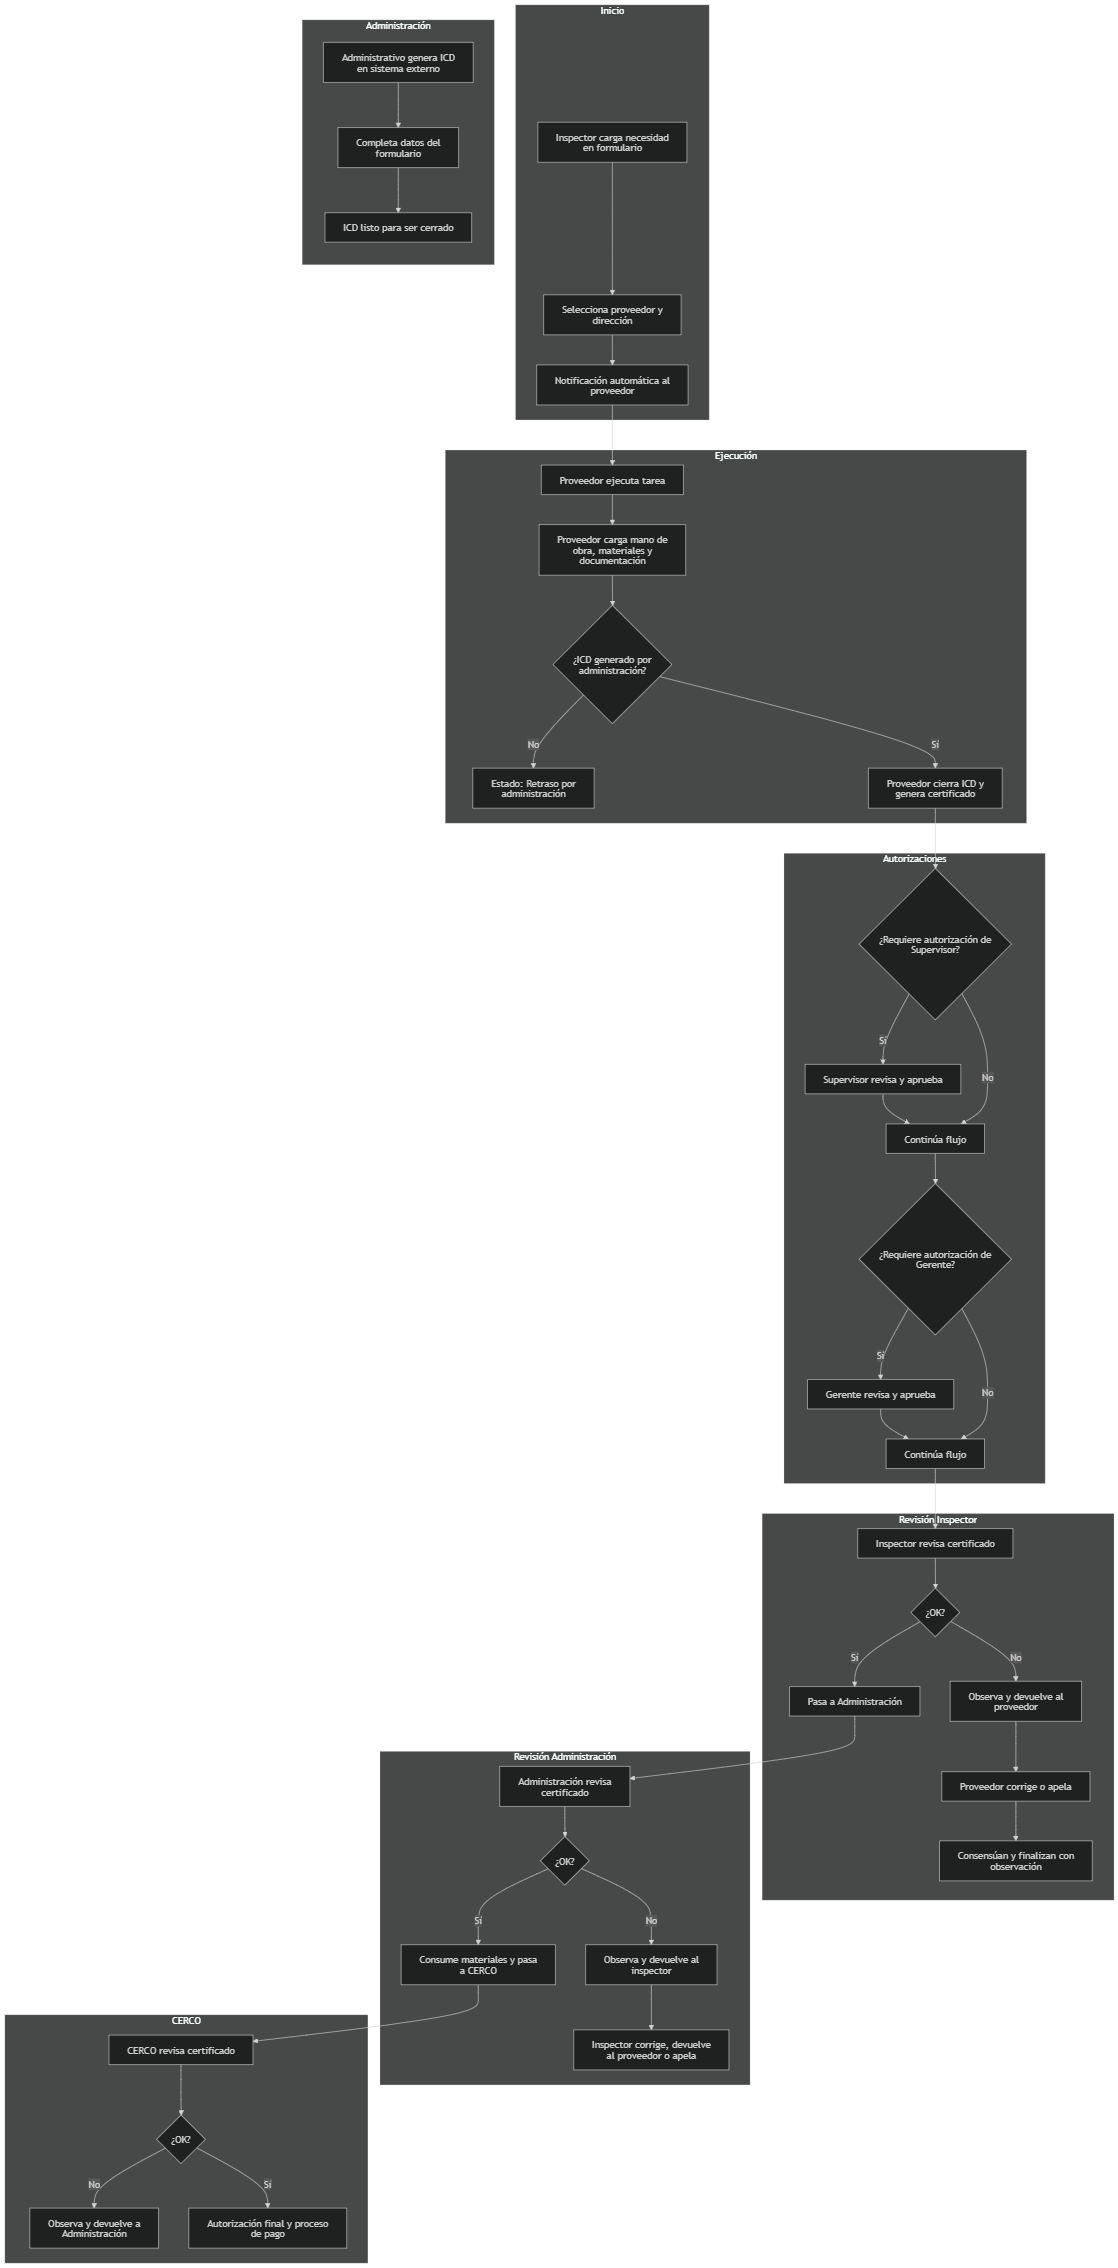 Administración
Administrativo genera ICD
en sistema externo
Completa datos del
formulario
ICD listo para ser cerrado
Inicio
Inspector carga necesidad
en formulario
Selecciona proveedor y
dirección
Notificación automática al
proveedor
Ejecución
Proveedor ejecuta tarea
Proveedor carga mano de
obra, materiales y
documentación
¿ICD generado por
administración?
No
Sí
Estado: Retraso por
administración
Proveedor cierra ICD y
genera certificado
Autorizaciones
¿Requiere autorización de
Supervisor?
Sí
Supervisor revisa y aprueba
No
Continúa flujo
¿Requiere autorización de
Gerente?
Sí
Gerente revisa y aprueba
No
Continúa flujo
Revisión Inspector
Inspector revisa certificado
¿OK?
Sí
No
Pasa a Administración
Observa y devuelve al
proveedor
Proveedor corrige o apela
Consensúan y finalizan con
observación
Revisión Administración
Administración revisa
certificado
¿OK?
Sí
No
Consume materiales y pasa
a CERCO
Observa y devuelve al
inspector
Inspector corrige, devuelve
al proveedor o apela
CERCO
CERCO revisa certificado
¿OK?
No
Sí
Observa y devuelve a
Administración
Autorización final y proceso
de pago